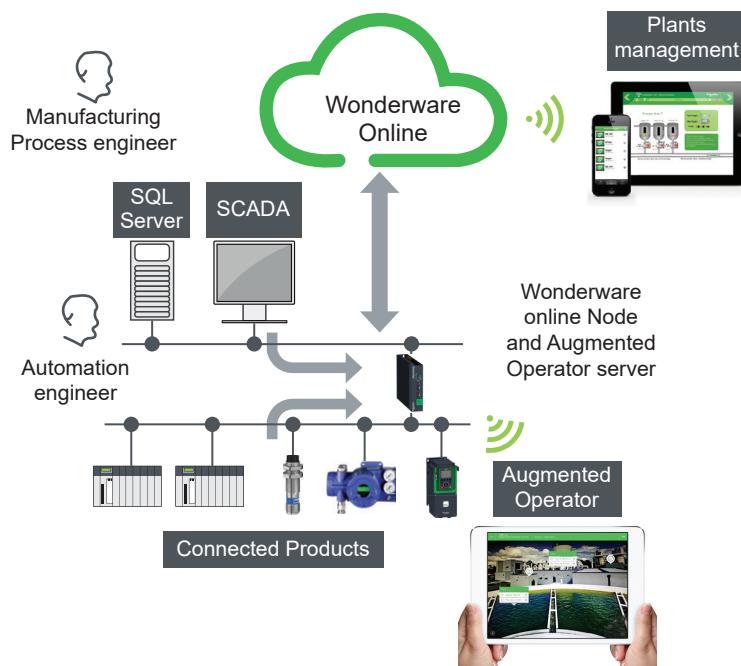 Plants
management
Wonderware
Online
Manufacturing
Process engineer
SQL
Server
SCADA
Wonderware
online Node
and Augmented
Operator server
Automation
engineer
Augmented
Operator
Connected Products